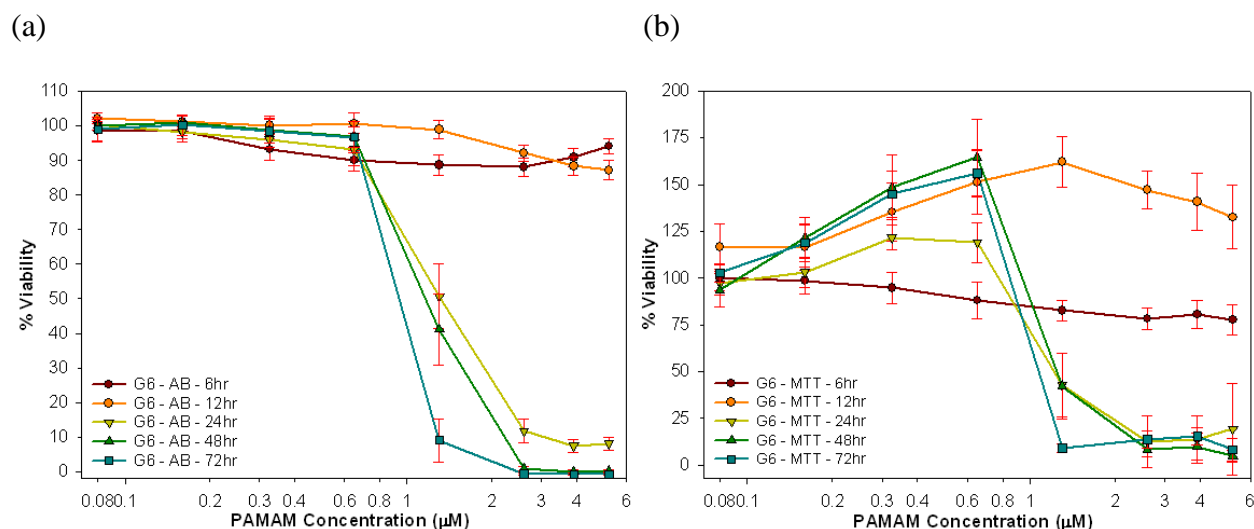 (a)
(b)
110
100
90
80
70
60
50
40
30
20
10
0
% Viability
G6 - AB - 6hr
G6 - AB - 12hr
G6 - AB - 24hr
G6 - AB - 48hr
G6 - AB - 72hr
0.080.1 0.2 0.3 0.4 0.6 0.8 1 2 3 4 5 6
PAMAM Concentration (µM)
200
175
150
125
100
75
50
25
0
% Viability
G6 - MTT - 6hr
G6 - MTT - 12hr
G6 - MTT - 24hr
G6 - MTT - 48hr
G6 - MTT - 72hr
0.080.1 0.2 0.3 0.4 0.6 0.8 1 2 3 4 5 6
PAMAM Concentration (µM)